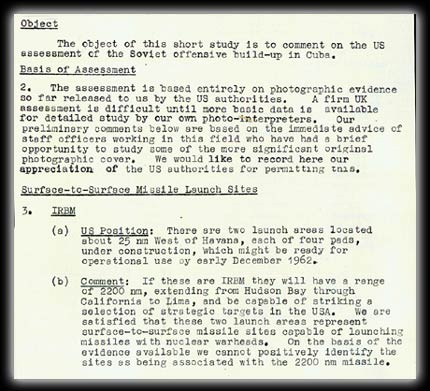 Object
The object of this short study is to comment on the US
assessment of the Soviet offensive build-up in Cuba.
Basis of Assessment
2. The assessment is based entirely on photographic evidence
so far released to us by the US authorities. A firm UK
assessment is difficult until more basic data is available
for detailed study by our own photo-interpreters. Our
preliminary comments below are based on the immediate advice of
staff officers working in this field who have had a brief
opportunity to study some of the more significant original
photographic cover. We would like to record here our
appreciation of the US authorities for permitting this.
Surface-to-Surface Missile Launch Sites
3. IRBM
(a) US Position: There are two launch areas located
about 25 nm West of Havana, each of four pads,
under construction, which might be ready for
operational use by early December 1962.
(b) Comment: If these are IRBM they will have a range
of 2200 nm, extending from Hudson Bay through
California to Lima, and be capable of striking a
selection of strategic targets in the USA. We are
satisfied that these two launch areas represent
surface-to-surface missile sites capable of launching
missiles with nuclear warheads. On the basis of the
evidence available we cannot positively identify the
sites as being associated with the 2200 nm missile.